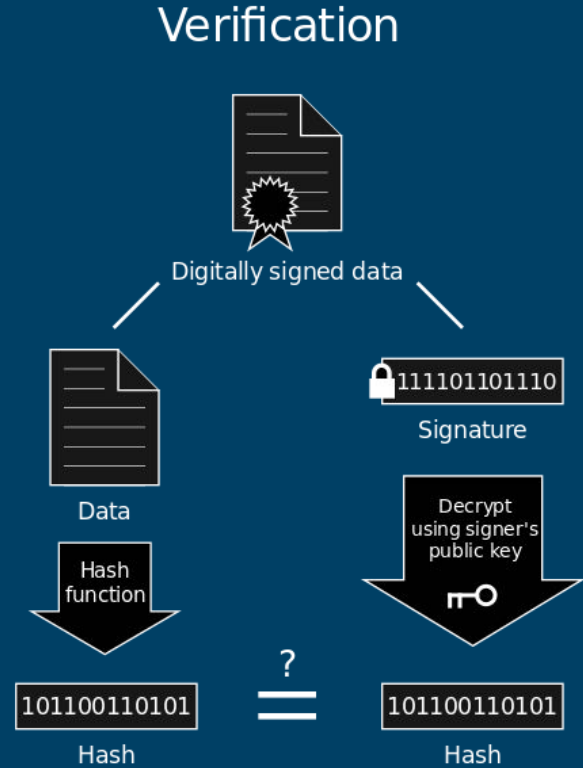 Verification
Digitally signed data
111101101110
Signature
Data
Decrypt
using signer's
public key
Hash
function
?
101100110101
101100110101
Hash
Hash